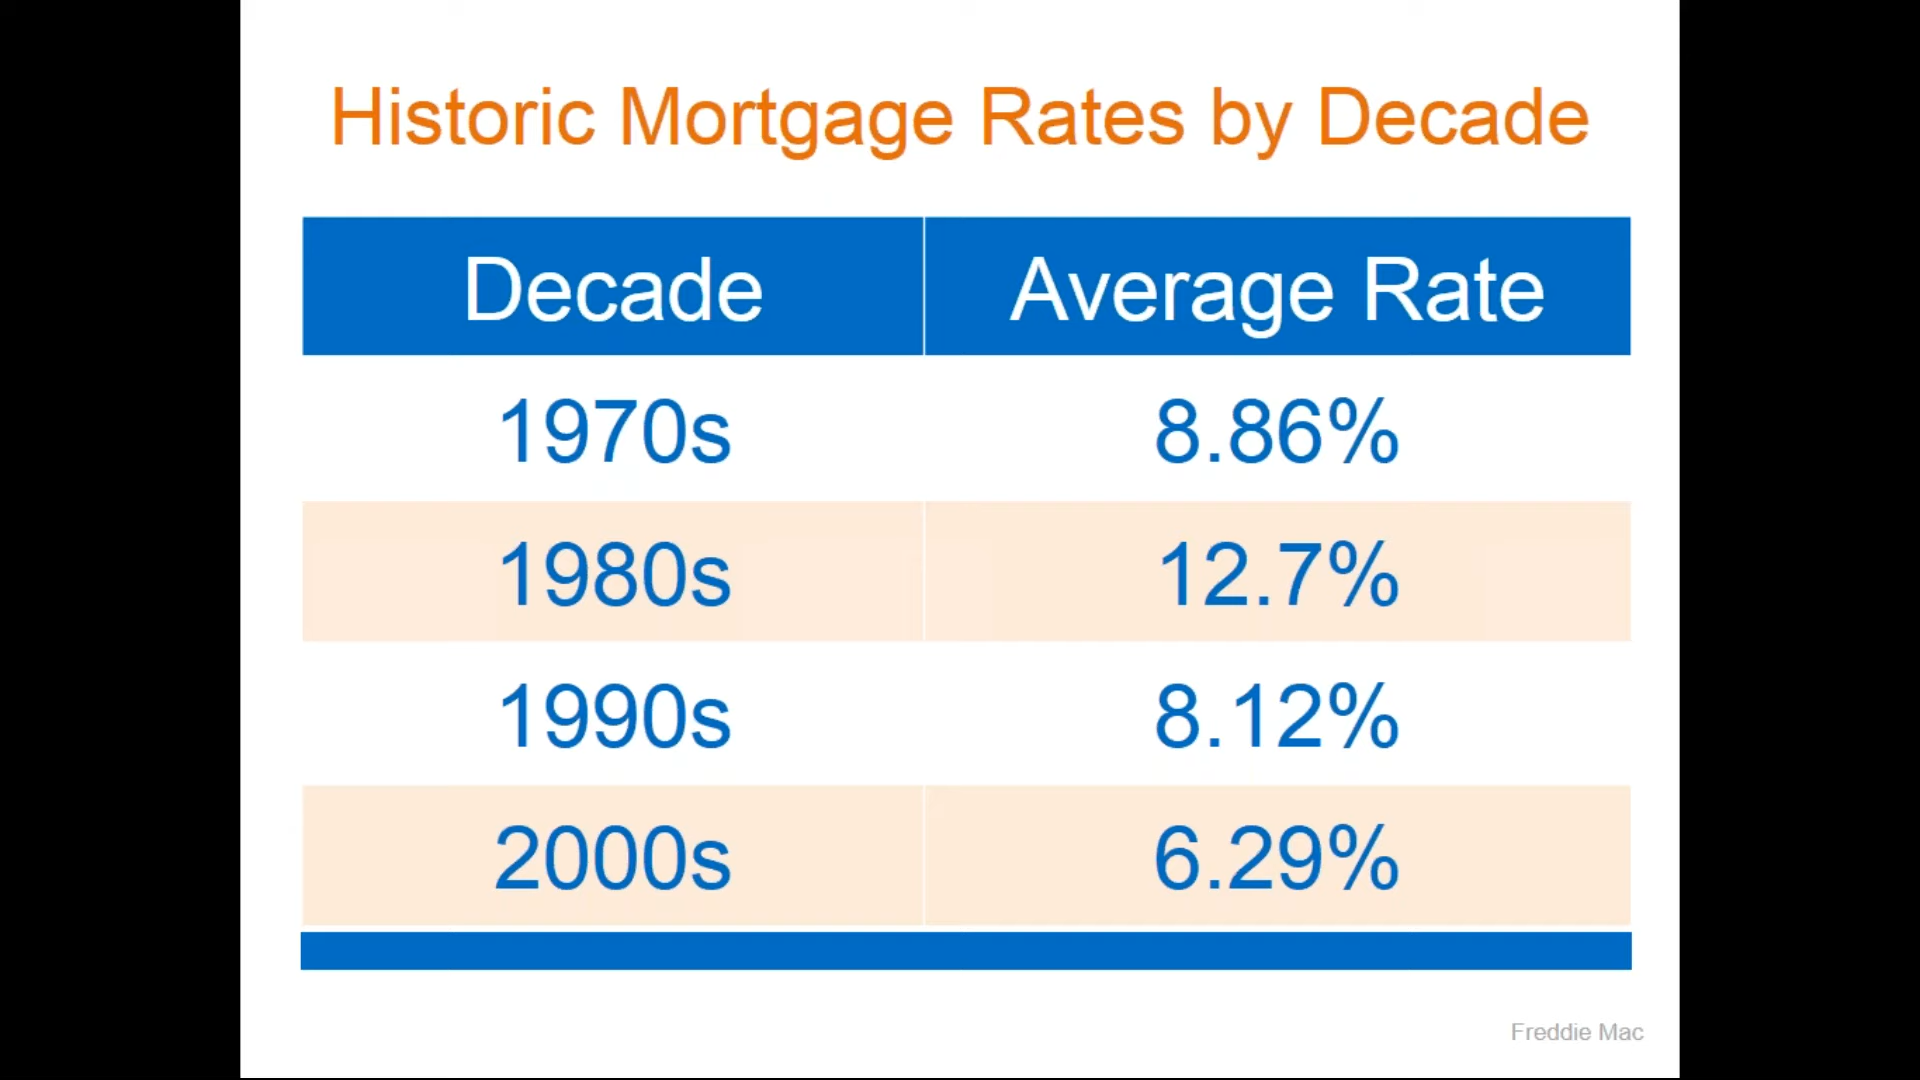 Historic Mortgage Rates by Decade
Decade Average Rate
1970s 8.86%
1980s 12.7%
1990s 8.12%
2000s 6.29%
Freddie Mac